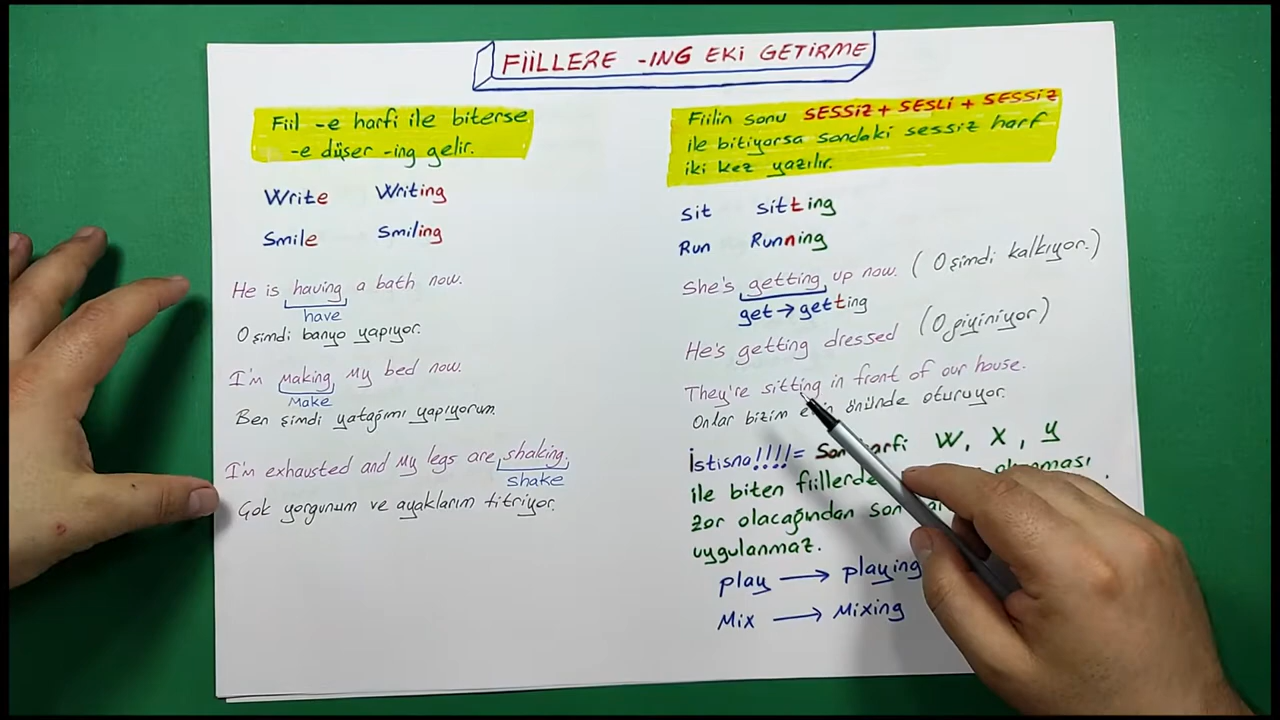 FİİLLERE -ING EKİ GETİRME
Fiil -e harfi ile biterse
-e düşer -ing gelir.
Write Writing
Smile Smiling
He is having a bath now.
have
O şimdi banyo yapıyor.
I'm making my bed now.
make
Ben şimdi yatağımı yapıyorum.
I'm exhausted and my legs are shaking.
shake
Çok yorgunum ve ayaklarım titriyor.
Fiilin sonu SESSİZ + SESLİ + SESSİZ
ile bitiyorsa sondaki sessiz harf
iki kez yazılır.
Sit Sitting
Run Running
She's getting up now. (O şimdi kalkıyor.)
get → getting
He's getting dressed (O giyiniyor)
They're sitting in front of our house.
Onlar bizim önünde oturuyor.
İstisna!!!!= Son W, X, Y
ile biten
zor olacağından son
uygulanmaz.
play → playing
Mix → Mixing